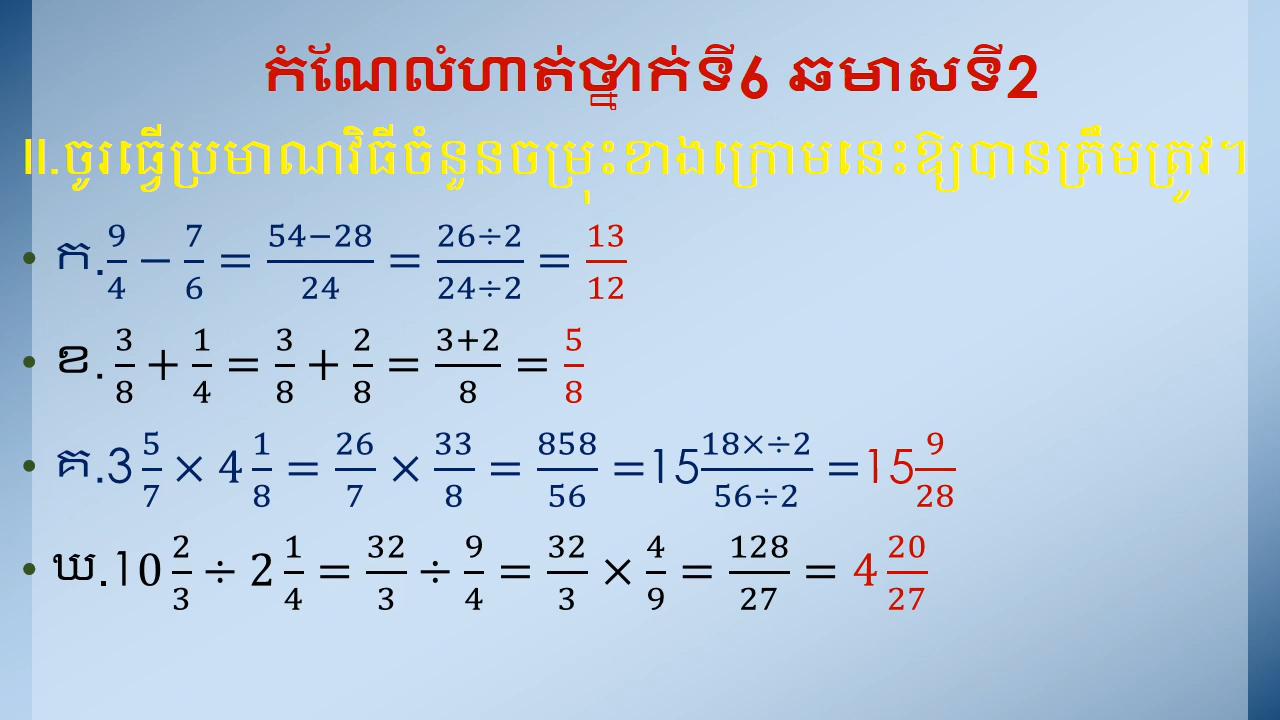 កំណែលំហាត់ថ្នាក់ទី6 ឆមាសទី2
II.ចូរធ្វើប្រមាណវិធីចំនួនចម្រុះខាងក្រោមនេះឱ្យបានត្រឹមត្រូវ។
• ក.9/4 − 7/6 = 54−28/24 = 26÷2/24÷2 = 13/12
• ខ. 3/8 + 1/4 = 3/8 + 2/8 = 3+2/8 = 5/8
• គ.3 5/7 × 4 1/8 = 26/7 × 33/8 = 858/56 =15 18×÷2/56÷2 =15 9/28
• ឃ.10 2/3 ÷ 2 1/4 = 32/3 ÷ 9/4 = 32/3 × 4/9 = 128/27 = 4 20/27